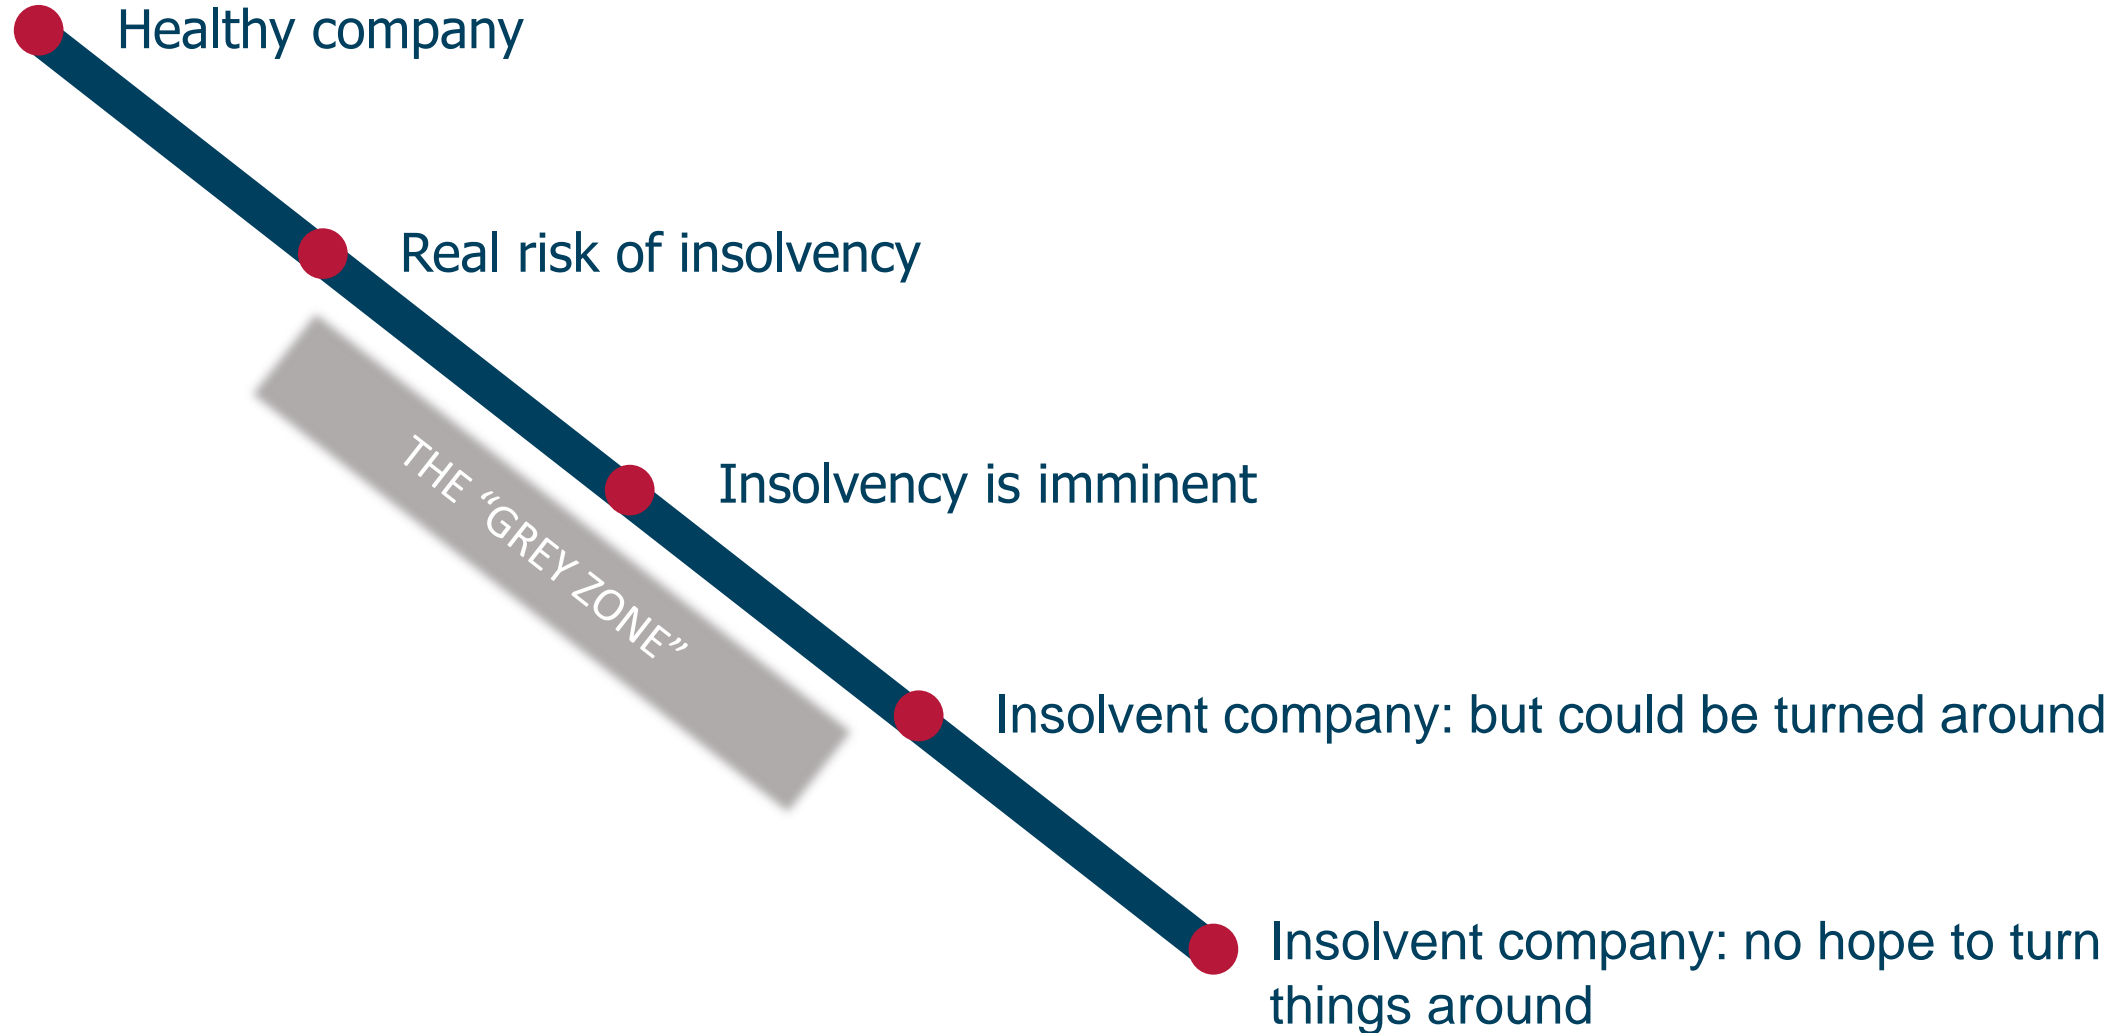 Healthy company
Real risk of insolvency
THE “GREY ZONE”
Insolvency is imminent
Insolvent company: but could be turned around
Insolvent company: no hope to turn
things around